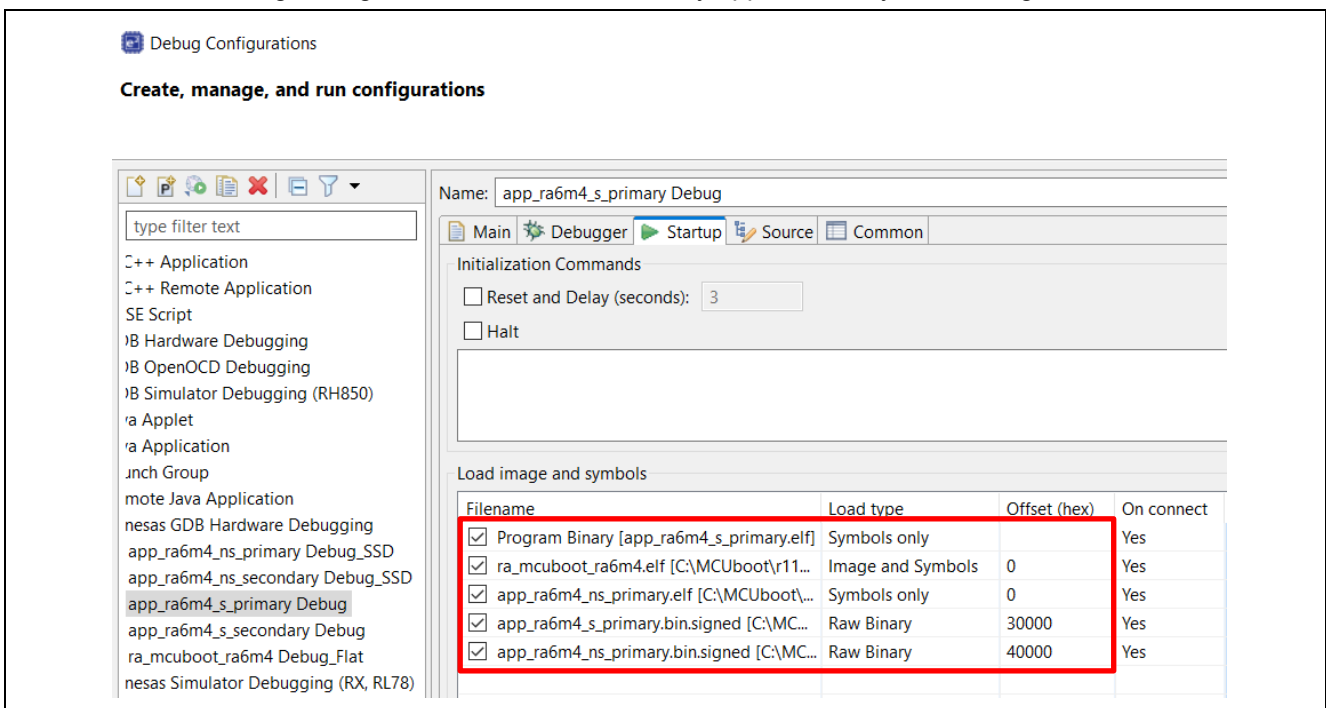 Debug Configurations
Create, manage, and run configurations
Name: app_ra6m4_s_primary Debug
type filter text
Main Debugger Startup Source Common
C++ Application
C++ Remote Application
SE Script
B Hardware Debugging
B OpenOCD Debugging
B Simulator Debugging (RH850)
a Applet
a Application
unch Group
mote Java Application
nesas GDB Hardware Debugging
app_ra6m4_ns_primary Debug_SSD
app_ra6m4_ns_secondary Debug_SSD
app_ra6m4_s_primary Debug
app_ra6m4_s_secondary Debug
ra_mcuboot_ra6m4 Debug_Flat
nesas Simulator Debugging (RX, RL78)
Initialization Commands
Reset and Delay (seconds): 3
Halt
Load image and symbols
Filename Load type Offset (hex) On connect
Program Binary [app_ra6m4_s_primary.elf] Symbols only Yes
ra_mcuboot_ra6m4.elf [C:\MCUboot\r11... Image and Symbols 0 Yes
app_ra6m4_ns_primary.elf [C:\MCUboot\... Symbols only 0 Yes
app_ra6m4_s_primary.bin.signed [C:\MC... Raw Binary 30000 Yes
app_ra6m4_ns_primary.bin.signed [C:\MC... Raw Binary 40000 Yes